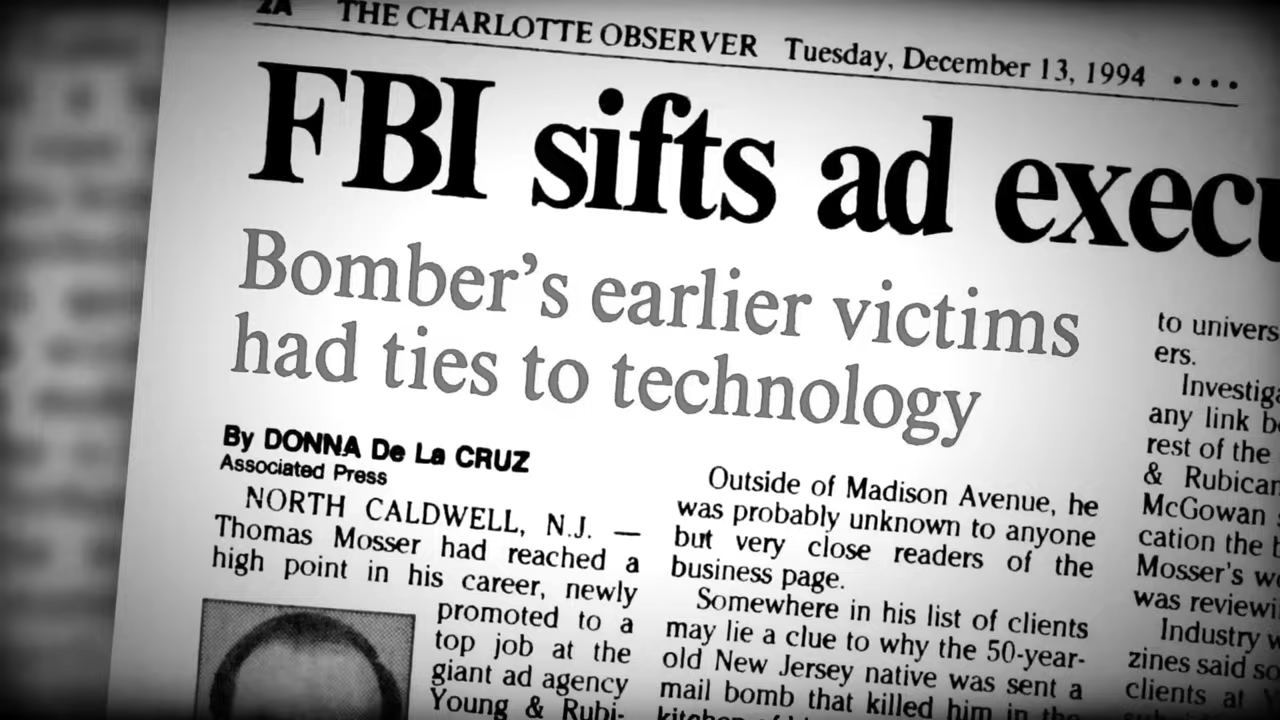 2A THE CHARLOTTE OBSERVER Tuesday, December 13, 1994 ....
FBI sifts ad
Bomber's earlier victims
had ties to technology
By DONNA De La CRUZ
Associated Press
NORTH CALDWELL, N.J. —
Thomas Mosser had reached a
high point in his career, newly
promoted to a
top job at the
giant ad agency
Young & Rubi-
Outside of Madison Avenue, he
was probably unknown to anyone
but very close readers of the
business page.
Somewhere in his list of clients
may lie a clue to why the 50-year-
old New Jersey native was sent a
mail bomb that killed him in the
to
ers.
any link
rest of the
& Rubicam
McGowan
cation the
Mosser's
was
Industry
zines said
clients at